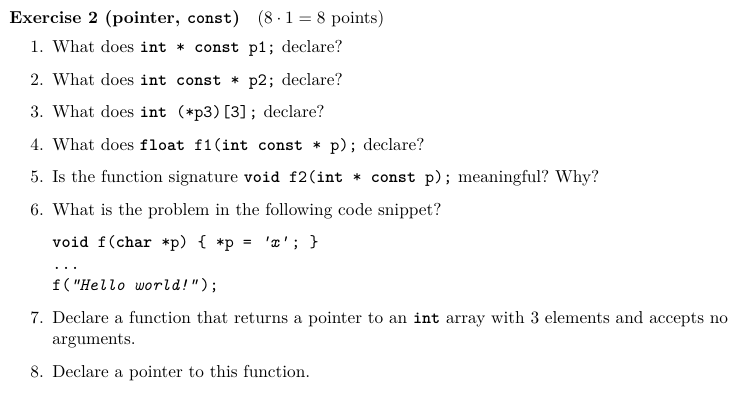 Exercise 2 (pointer, const) (8 · 1 = 8 points)
1. What does int * const p1; declare?
2. What does int const * p2; declare?
3. What does int (*p3)[3]; declare?
4. What does float f1(int const * p); declare?
5. Is the function signature void f2(int * const p); meaningful? Why?
6. What is the problem in the following code snippet?
void f(char *p) { *p = 'x'; }
...
f("Hello world!");
7. Declare a function that returns a pointer to an int array with 3 elements and accepts no
arguments.
8. Declare a pointer to this function.